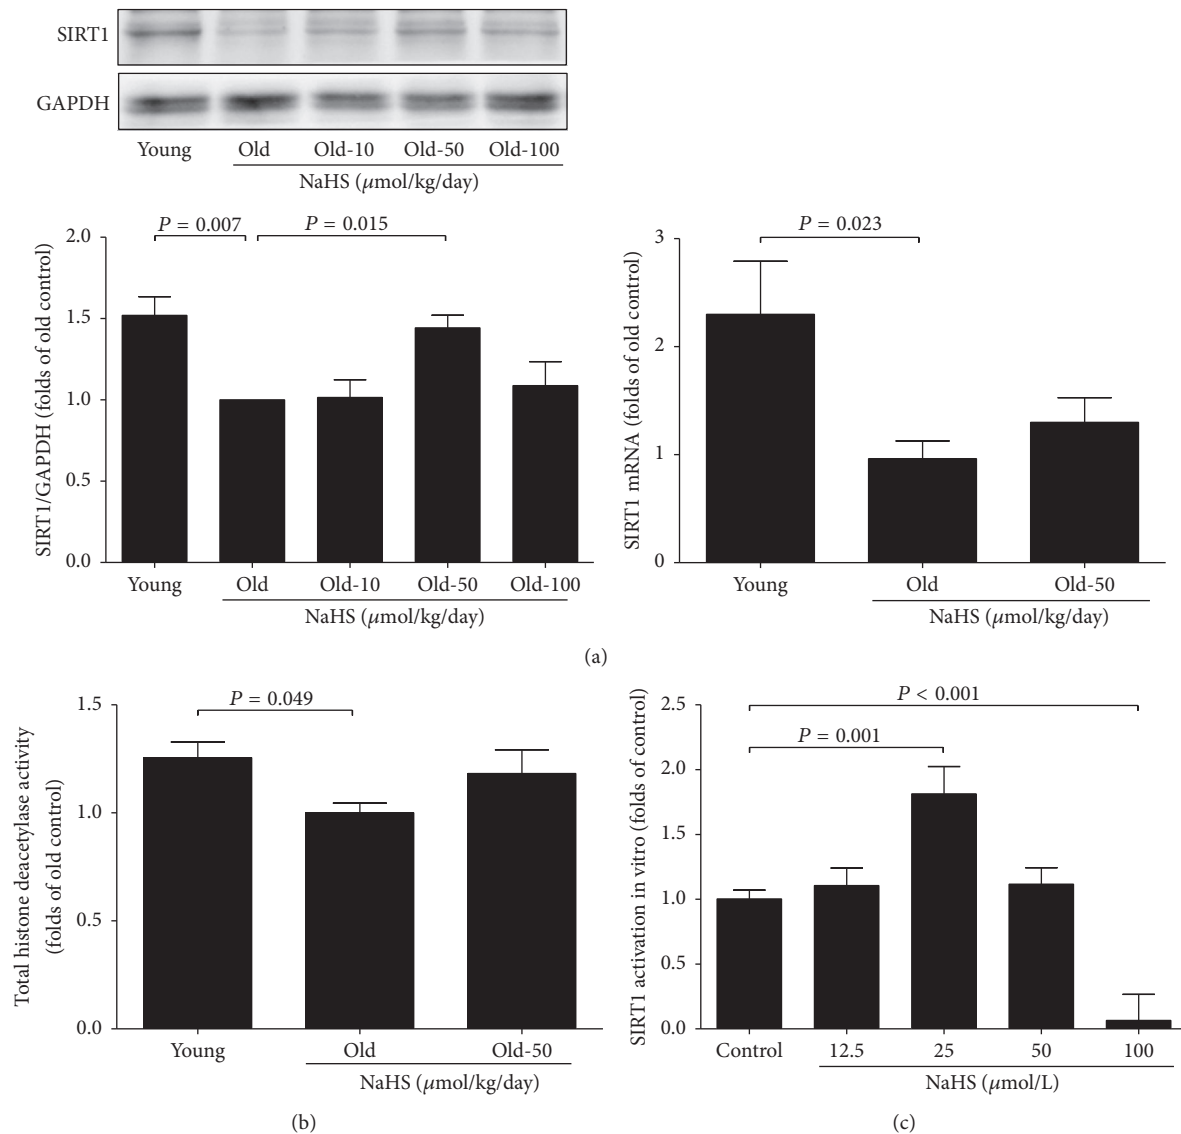 SIRT1
GAPDH
Young Old Old-10 Old-50 Old-100
NaHS (μmol/kg/day)
SIRT1/GAPDH (folds of old control)
2.0
1.5
1.0
0.5
0.0
P = 0.007 P = 0.015
Young Old Old-10 Old-50 Old-100
NaHS (μmol/kg/day)
SIRT1 mRNA (folds of old control)
3
2
1
0
P = 0.023
Young Old Old-50
NaHS (μmol/kg/day)
(a)
Total histone deacetylase activity
(folds of old control)
1.5
1.0
0.5
0.0
P = 0.049
Young Old Old-50
NaHS (μmol/kg/day)
(b)
SIRT1 activation in vitro (folds of control)
2.5
2.0
1.5
1.0
0.5
0.0
P < 0.001
P = 0.001
Control 12.5 25 50 100
NaHS (μmol/L)
(c)